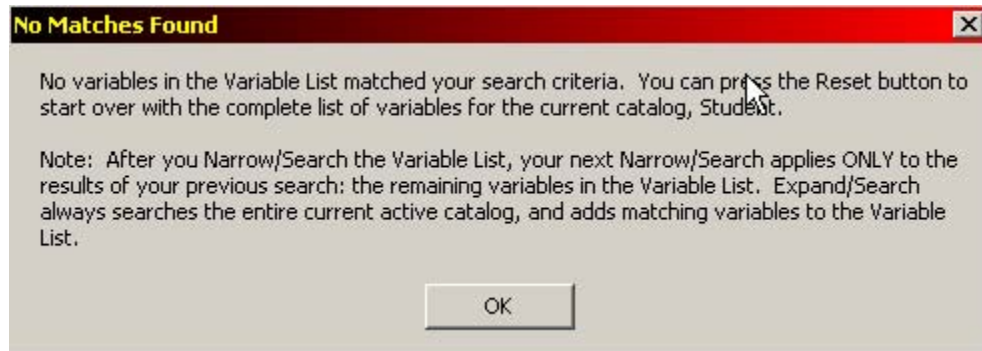 No Matches Found
No variables in the Variable List matched your search criteria.  You can press the Reset button to
start over with the complete list of variables for the current catalog, Student.
Note:  After you Narrow/Search the Variable List, your next Narrow/Search applies ONLY to the
results of your previous search: the remaining variables in the Variable List.  Expand/Search
always searches the entire current active catalog, and adds matching variables to the Variable
List.
OK